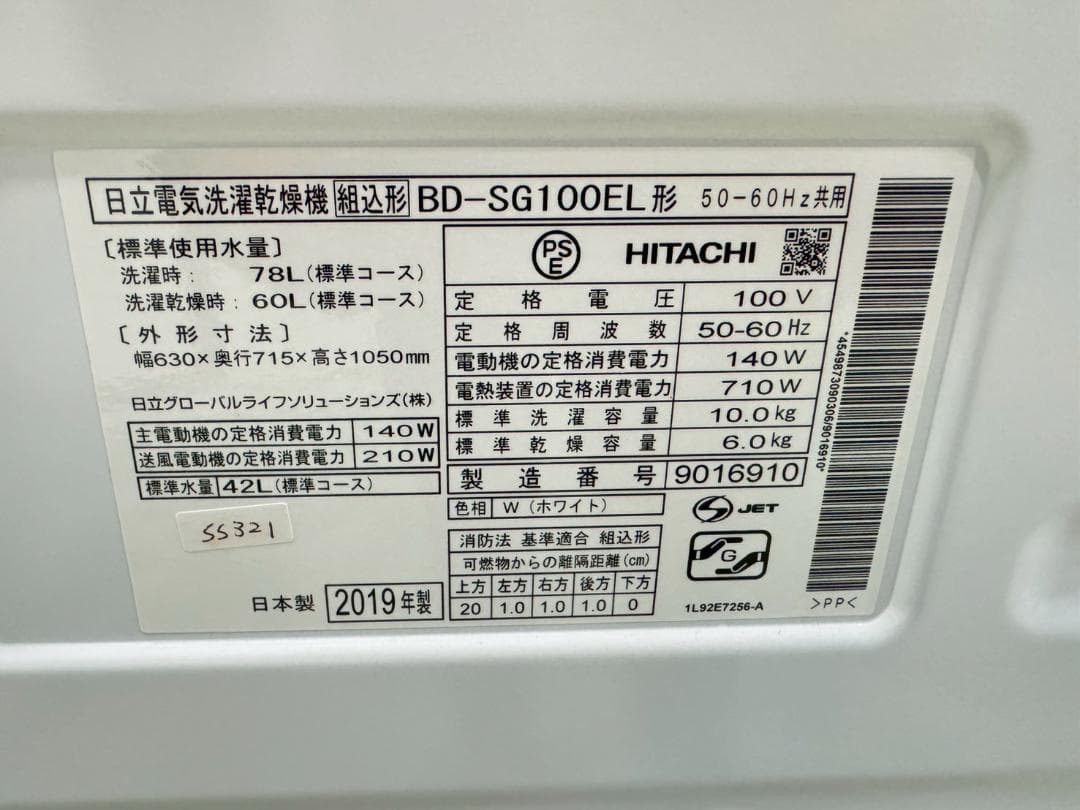 日立電気洗濯乾燥機 組込形 BD-SG100EL形 50-60Hz共用
〔標準使用水量〕
洗濯時： 78L(標準コース)
洗濯乾燥時： 60L(標準コース)
〔外形寸法〕
幅630×奥行715×高さ1050mm
日立グローバルライフソリューションズ(株)
主電動機の定格消費電力 140W
送風電動機の定格消費電力 210W
標準水量 42L(標準コース)
SS321
日本製 2019年製
PS
E
HITACHI
定格電圧 100V
定格周波数 50-60Hz
電動機の定格消費電力 140W
電熱装置の定格消費電力 710W
標準洗濯容量 10.0kg
標準乾燥容量 6.0kg
製造番号 9016910
色相 W（ホワイト）
消防法 基準適合 組込形
可燃物からの離隔距離(cm)
上方 左方 右方 後方 下方
20 1.0 1.0 1.0 0
S JET
G
1L92E7256-A
>PP<
*4549873090306/9016910*